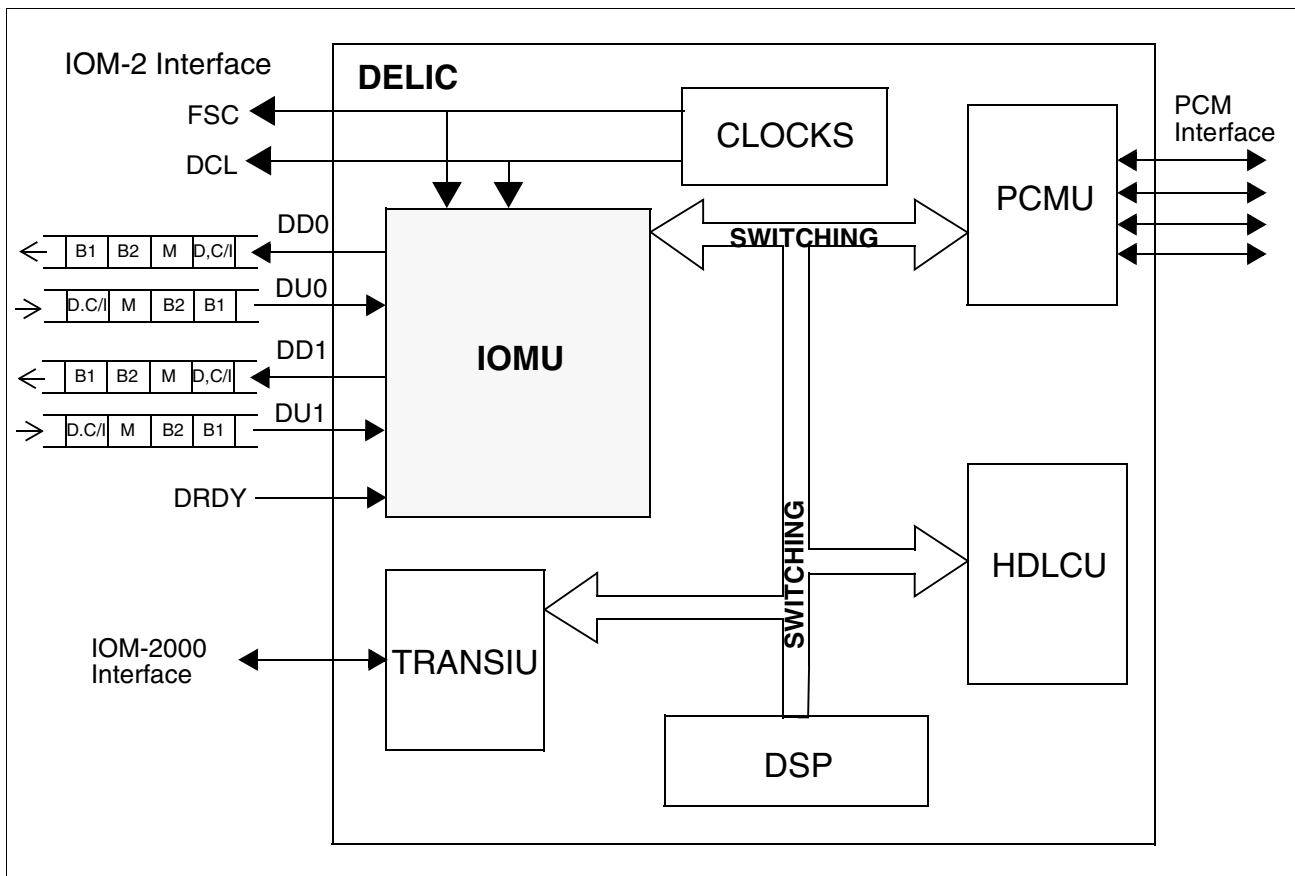 IOM-2 Interface
DELIC
FSC
DCL
CLOCKS
PCM
Interface
PCMU
DD0
B1 B2 M D,C/I
SWITCHING
DU0
D.C/I M B2 B1
DD1
B1 B2 M D,C/I
IOMU
DU1
D.C/I M B2 B1
DRDY
SWITCHING
HDLCU
IOM-2000
Interface
TRANSIU
DSP